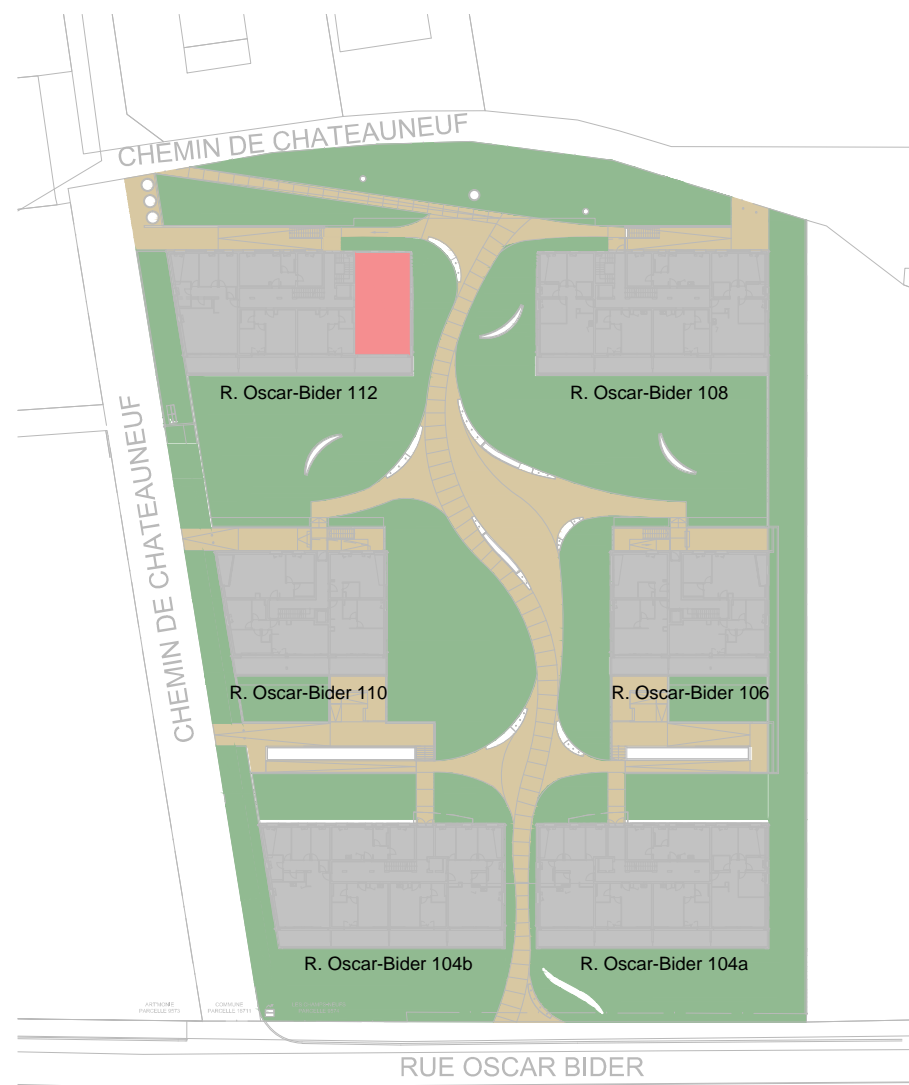 CHEMIN DE CHATEAUNEUF
R. Oscar-Bider 112
R. Oscar-Bider 108
CHEMIN DE CHATEAUNEUF
R. Oscar-Bider 110
R. Oscar-Bider 106
R. Oscar-Bider 104b
R. Oscar-Bider 104a
COMMUNE
PARCELLE
RUE OSCAR BIDER